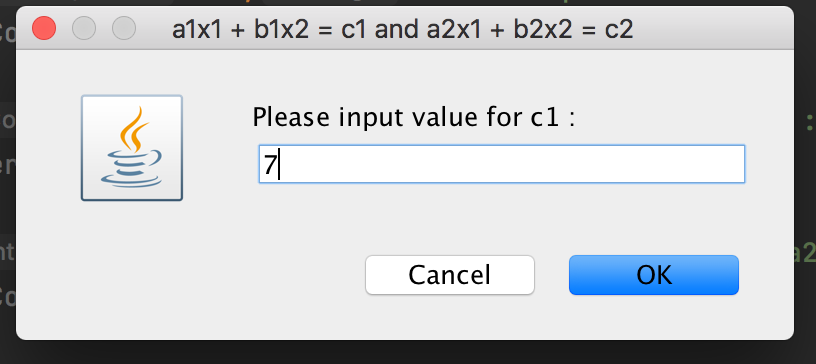 a1x1 + b1x2 = c1 and a2x1 + b2x2 = c2
Please input value for c1 :
7
Cancel
OK